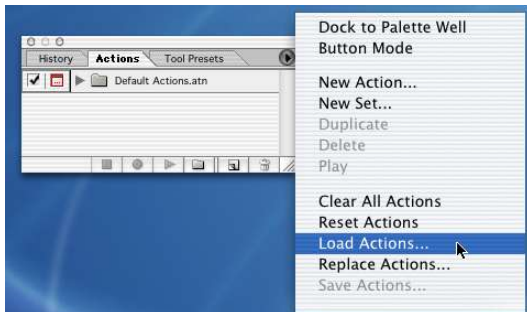 History Actions Tool Presets
Default Actions.atn
Dock to Palette Well
Button Mode
New Action...
New Set...
Duplicate
Delete
Play
Clear All Actions
Reset Actions
Load Actions...
Replace Actions...
Save Actions...